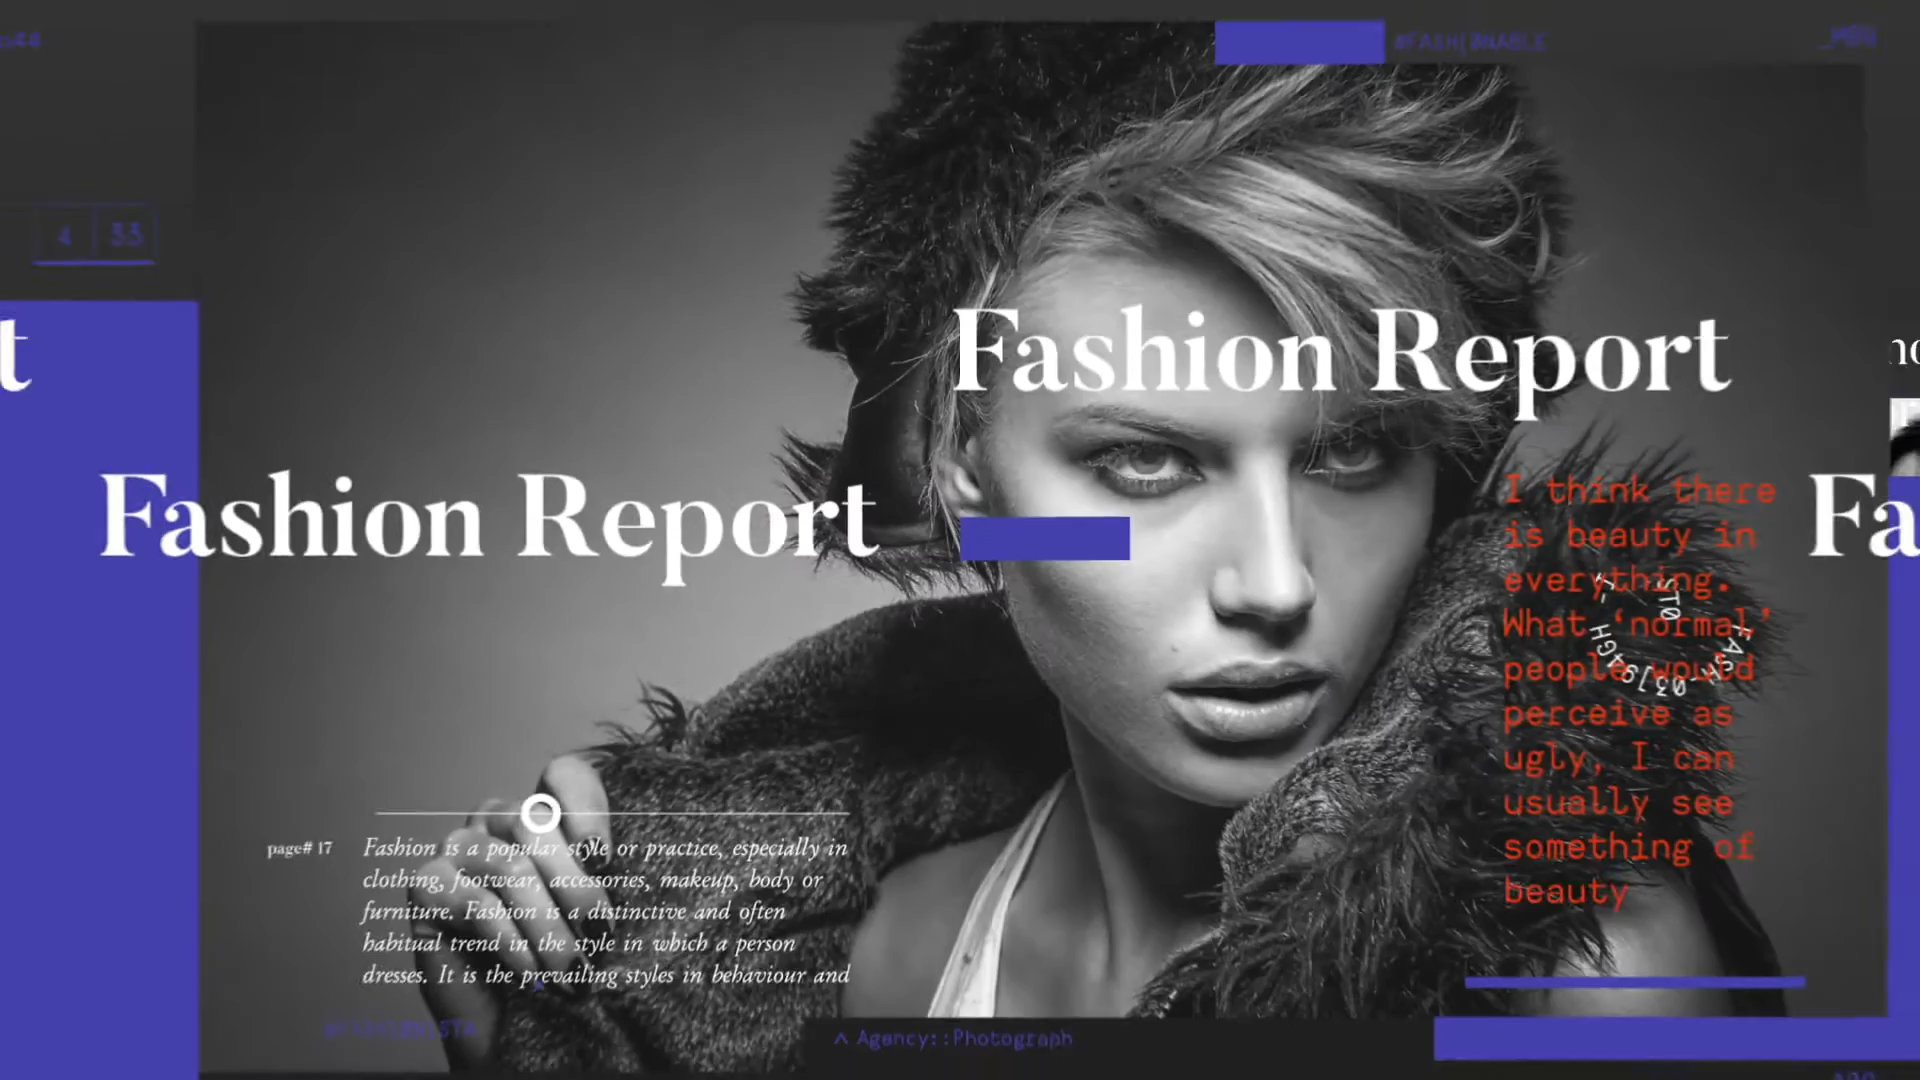 #FASH[ØNABLE
4 33
t
Fashion Report
Fashion Report
Fa
I think there
is beauty in
everything.
What ‘normal’
people would
perceive as
ugly, I can
usually see
something of
beauty
page# 17
Fashion is a popular style or practice, especially in
clothing, footwear, accessories, makeup, body or
furniture. Fashion is a distinctive and often
habitual trend in the style in which a person
dresses. It is the prevailing styles in behaviour and
^ Agency::Photograph